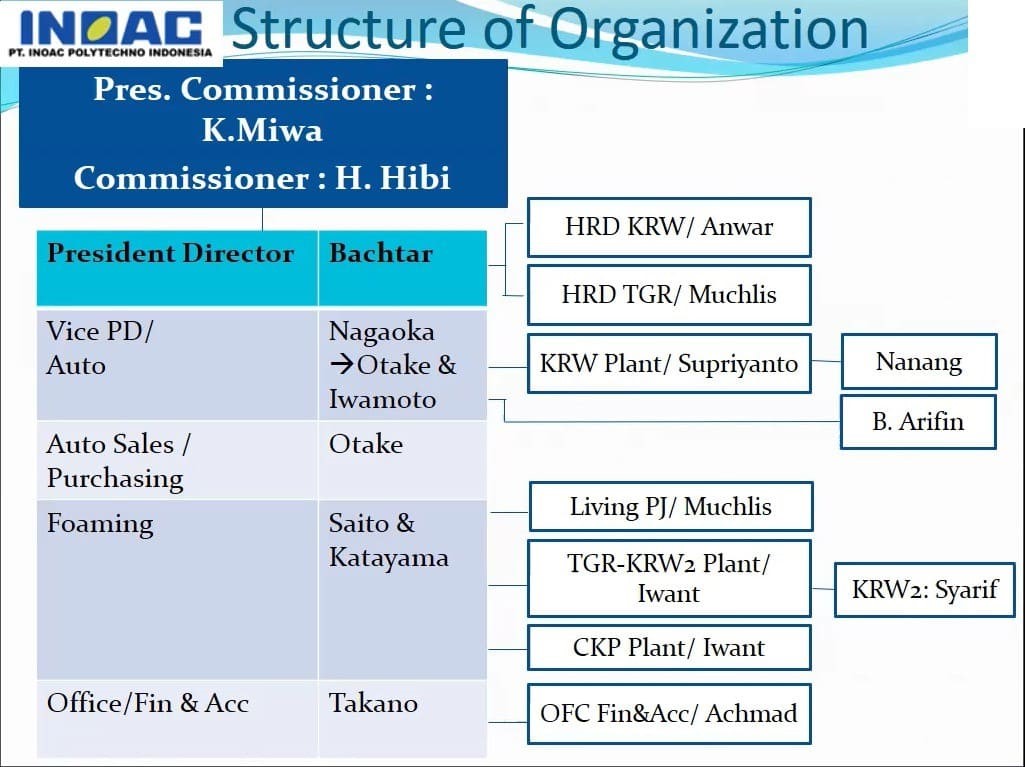 INOAC
PT. INOAC POLYTECHNO INDONESIA
Structure of Organization
Pres. Commissioner :
K.Miwa
Commissioner : H. Hibi
President Director
Bachtar
HRD KRW/ Anwar
HRD TGR/ Muchlis
Vice PD/
Auto
Nagaoka
→Otake &
Iwamoto
KRW Plant/ Supriyanto
Nanang
B. Arifin
Auto Sales /
Purchasing
Otake
Foaming
Saito &
Katayama
Living PJ/ Muchlis
TGR-KRW2 Plant/
Iwant
KRW2: Syarif
CKP Plant/ Iwant
Office/Fin & Acc
Takano
OFC Fin&Acc/ Achmad